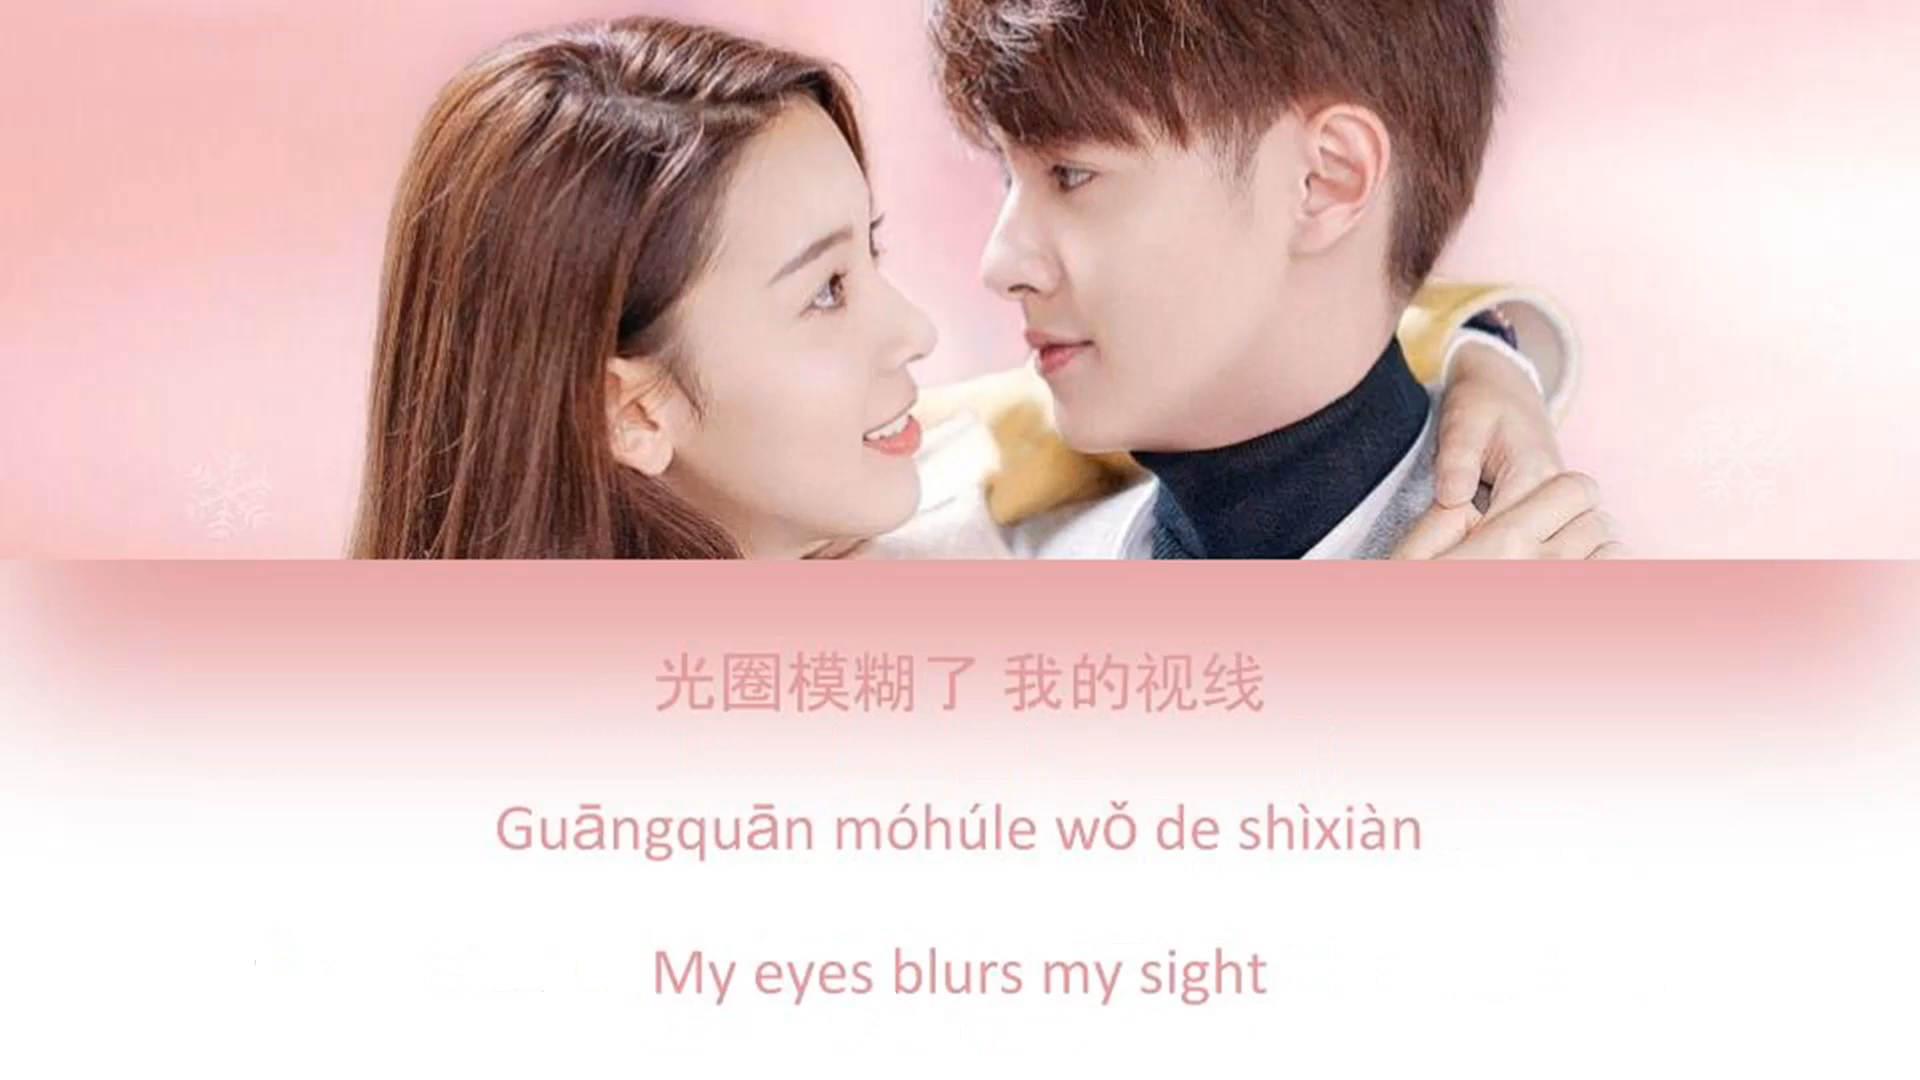 光圈模糊了 我的视线
Guāngquān móhúle wǒ de shìxiàn
My eyes blurs my sight